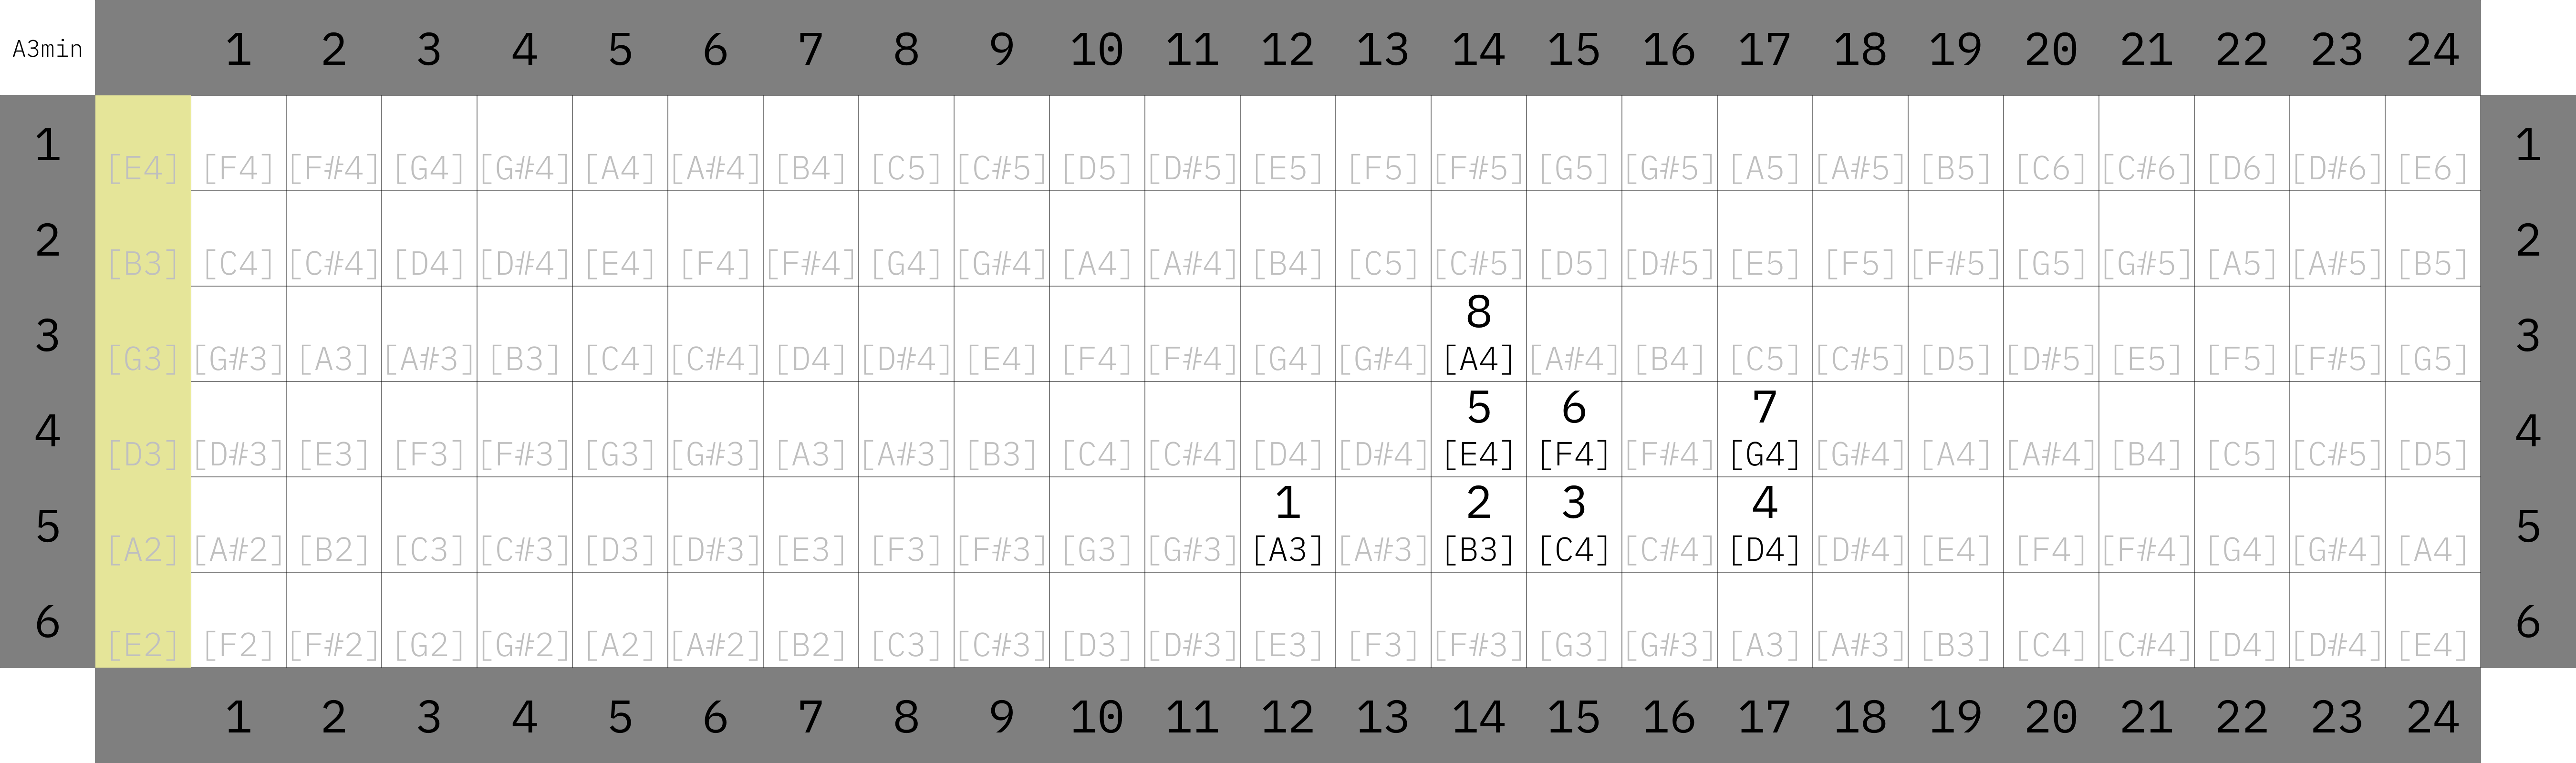 A3min 1 2 3 4 5 6 7 8 9 10 11 12 13 14 15 16 17 18 19 20 21 22 23 24
1 [E4] [F4] [F#4] [G4] [G#4] [A4] [A#4] [B4] [C5] [C#5] [D5] [D#5] [E5] [F5] [F#5] [G5] [G#5] [A5] [A#5] [B5] [C6] [C#6] [D6] [D#6] [E6] 1
2 [B3] [C4] [C#4] [D4] [D#4] [E4] [F4] [F#4] [G4] [G#4] [A4] [A#4] [B4] [C5] [C#5] [D5] [D#5] [E5] [F5] [F#5] [G5] [G#5] [A5] [A#5] [B5] 2
8
3 [G3] [G#3] [A3] [A#3] [B3] [C4] [C#4] [D4] [D#4] [E4] [F4] [F#4] [G4] [G#4] [A4] [A#4] [B4] [C5] [C#5] [D5] [D#5] [E5] [F5] [F#5] [G5] 3
5 6 7
4 [D3] [D#3] [E3] [F3] [F#3] [G3] [G#3] [A3] [A#3] [B3] [C4] [C#4] [D4] [D#4] [E4] [F4] [F#4] [G4] [G#4] [A4] [A#4] [B4] [C5] [C#5] [D5] 4
1 2 3 4
5 [A2] [A#2] [B2] [C3] [C#3] [D3] [D#3] [E3] [F3] [F#3] [G3] [G#3] [A3] [A#3] [B3] [C4] [C#4] [D4] [D#4] [E4] [F4] [F#4] [G4] [G#4] [A4] 5
6 [E2] [F2] [F#2] [G2] [G#2] [A2] [A#2] [B2] [C3] [C#3] [D3] [D#3] [E3] [F3] [F#3] [G3] [G#3] [A3] [A#3] [B3] [C4] [C#4] [D4] [D#4] [E4] 6
1 2 3 4 5 6 7 8 9 10 11 12 13 14 15 16 17 18 19 20 21 22 23 24